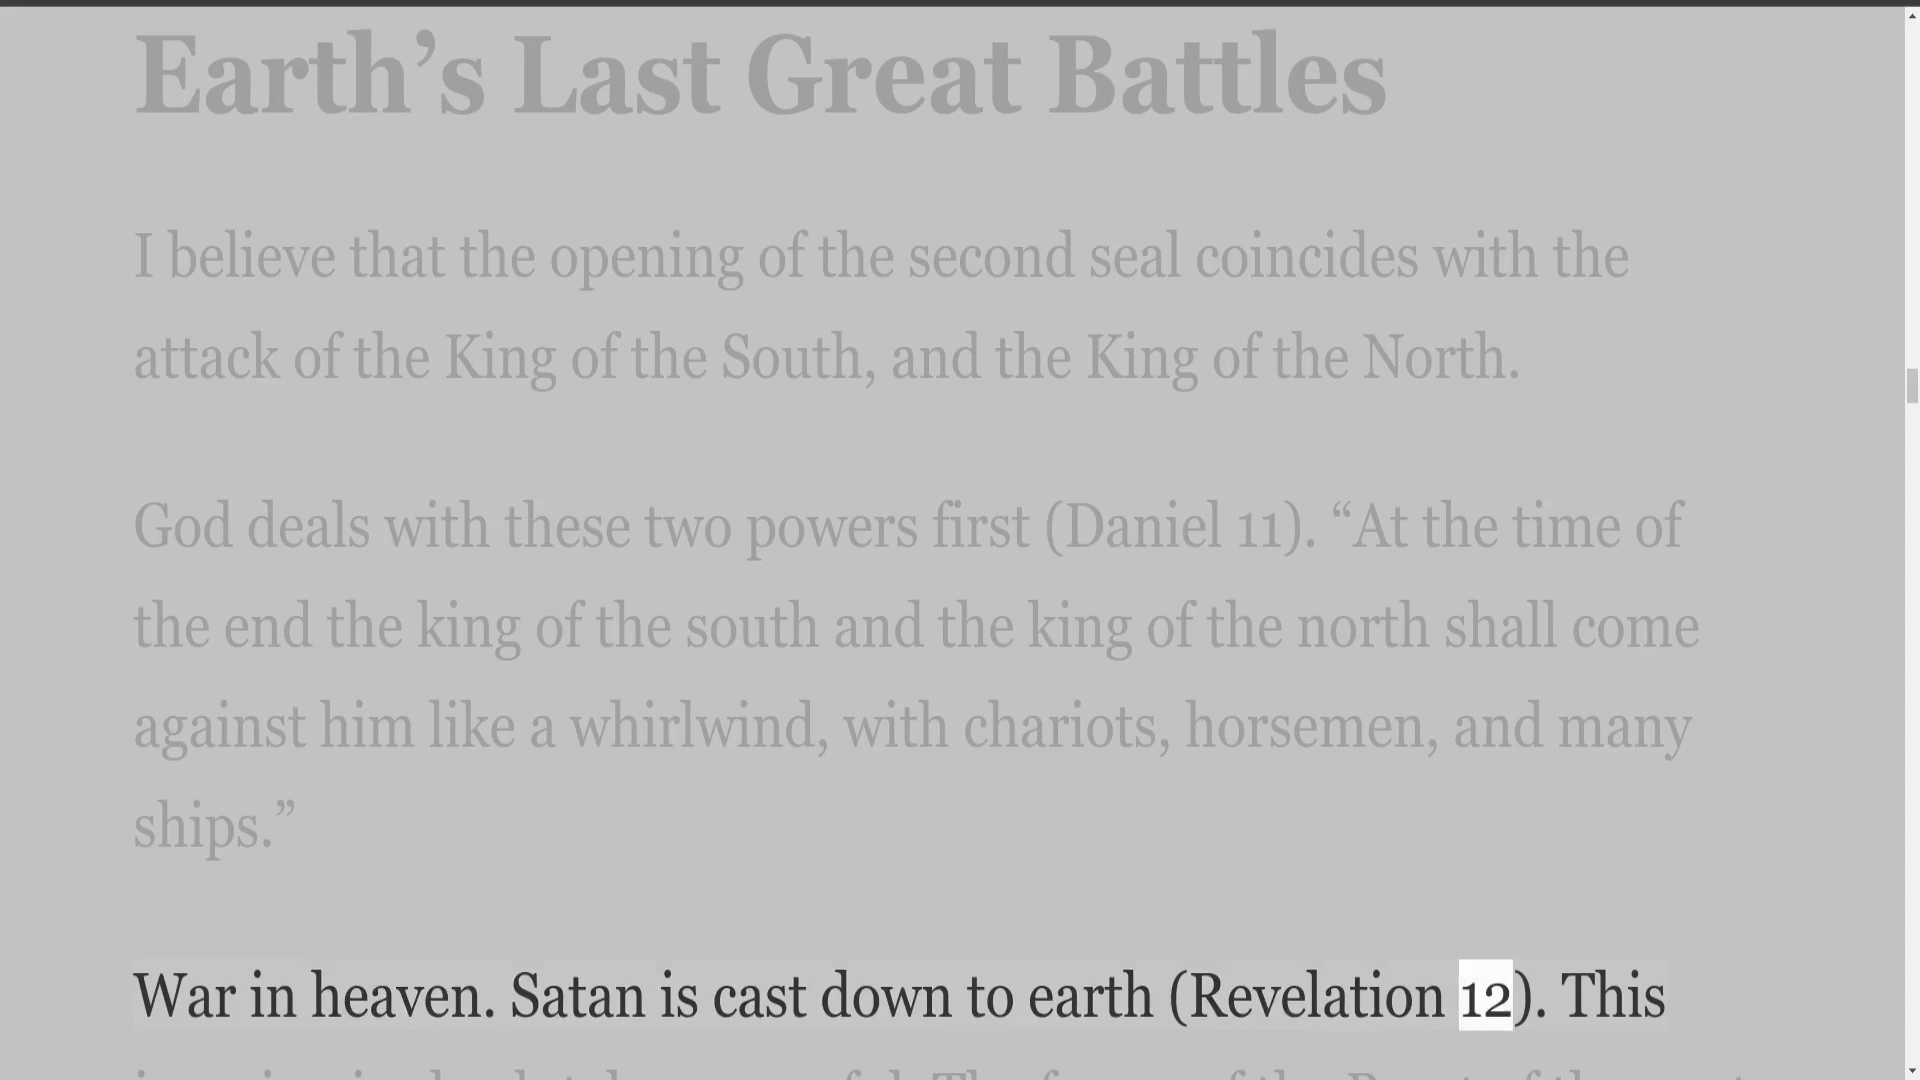 Earth’s Last Great Battles
I believe that the opening of the second seal coincides with the
attack of the King of the South, and the King of the North.
God deals with these two powers first (Daniel 11). “At the time of
the end the king of the south and the king of the north shall come
against him like a whirlwind, with chariots, horsemen, and many
ships.”
War in heaven. Satan is cast down to earth (Revelation 12). This